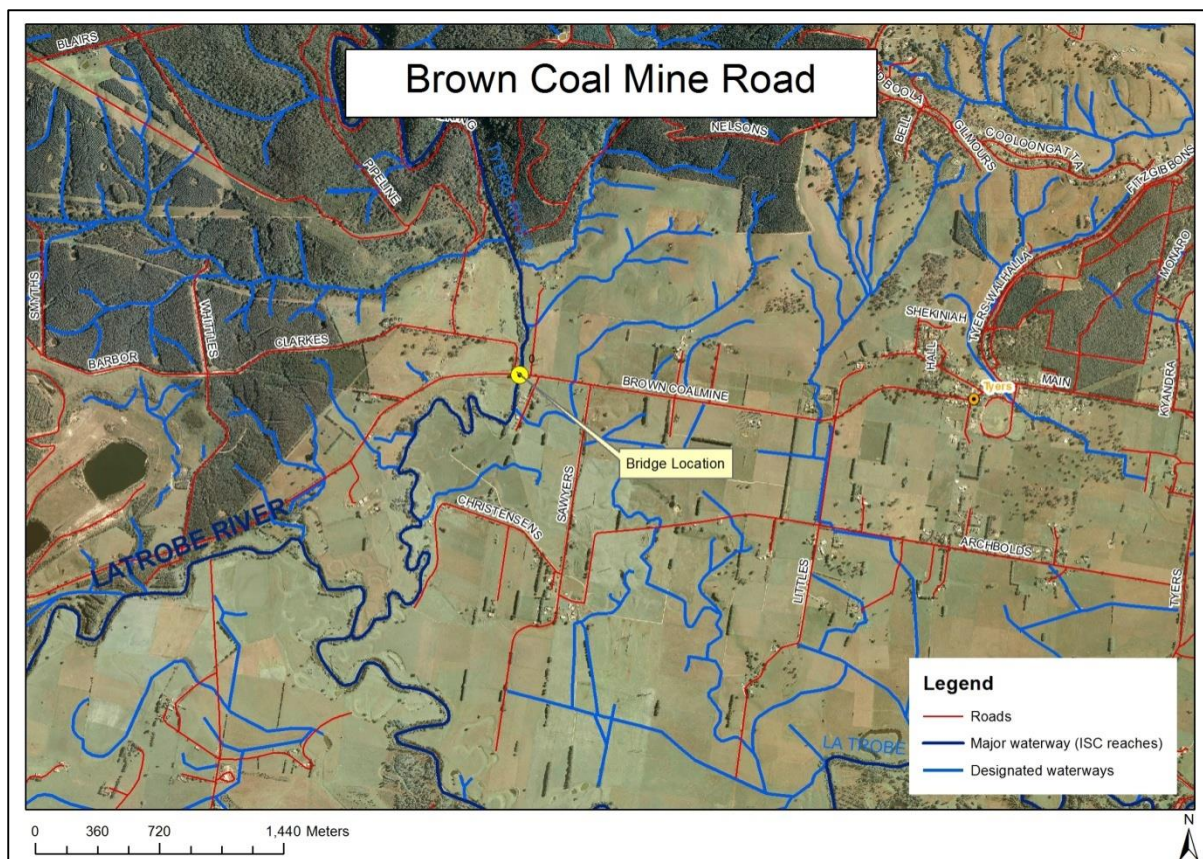 Brown Coal Mine Road
BLAIRS
PIPELINE
NELSONS
BELL
GILMOURS
COOLOONGATTA
FITZGIBBONS
MONARO
TYERS-WALHALLA
SMYTHS
WHITTLES
BARBOR
CLARKES
SHEKINIAH
HALL
BROWN COALMINE
Tyers
MAIN
KYANDRA
Bridge Location
SAWYERS
CHRISTENSENS
LATROBE RIVER
ARCHBOLDS
LITTLES
TYERS
LA TROBE
Legend
Roads
Major waterway (ISC reaches)
Designated waterways
0 360 720 1,440 Meters
N